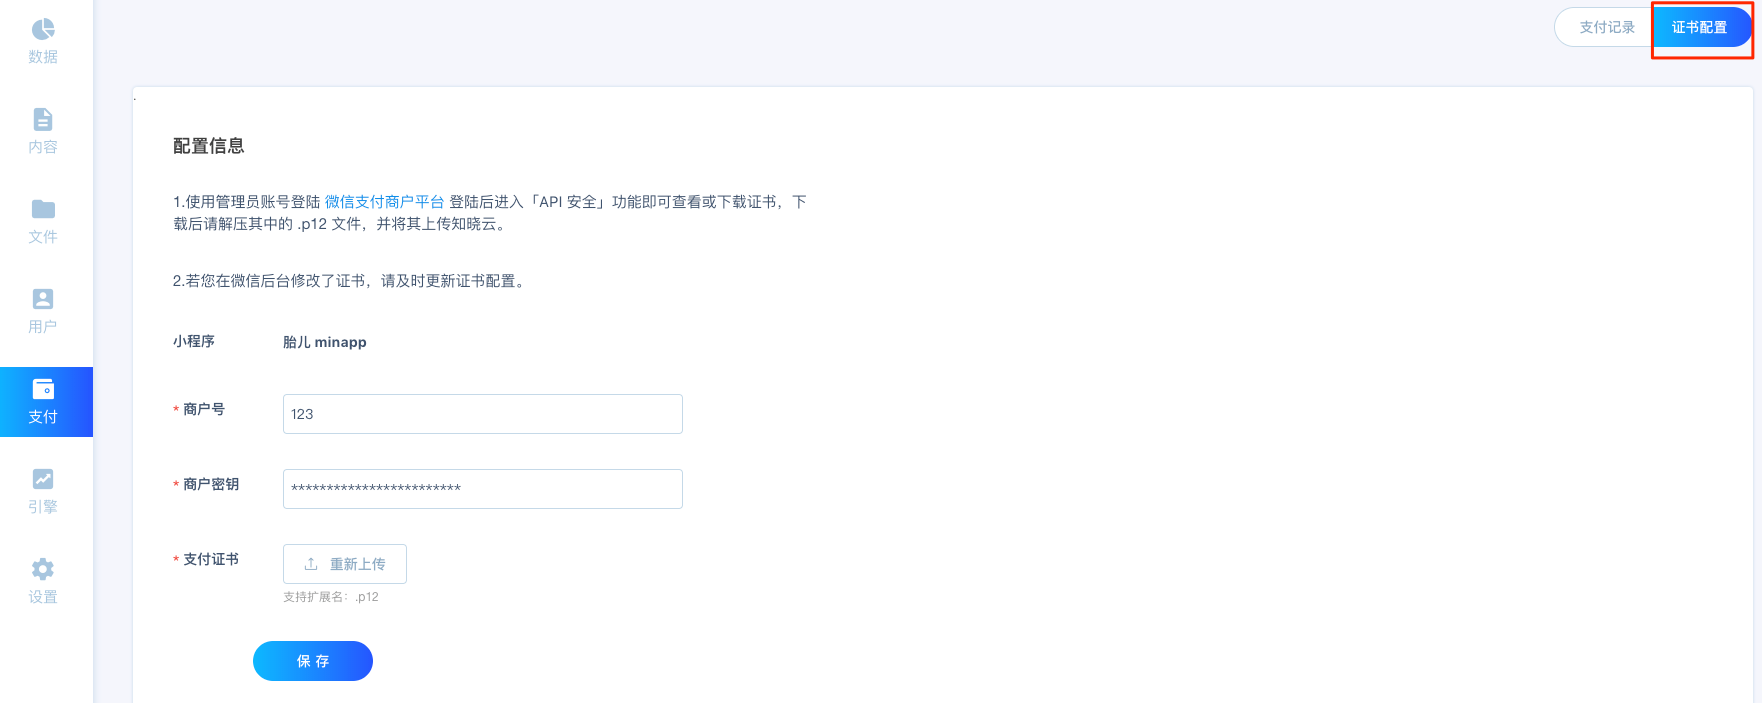 支付记录
证书配置
数据
内容
文件
用户
支付
引擎
设置
配置信息
1.使用管理员账号登陆 微信支付商户平台 登陆后进入「API 安全」功能即可查看或下载证书，下
载后请解压其中的 .p12 文件，并将其上传知晓云。
2.若您在微信后台修改了证书，请及时更新证书配置。
小程序
胎儿 minapp
* 商户号
123
* 商户密钥
************************
* 支付证书
重新上传
支持扩展名： .p12
保 存